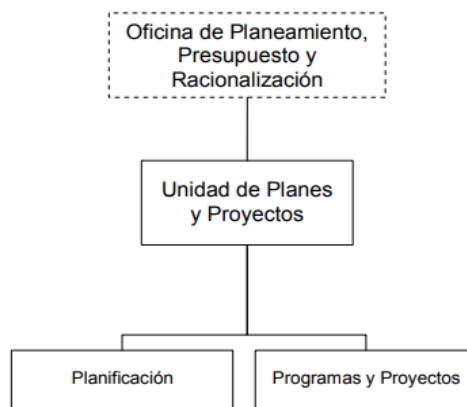 Oficina de Planeamiento,
Presupuesto y
Racionalización
Unidad de Planes
y Proyectos
Planificación
Programas y Proyectos